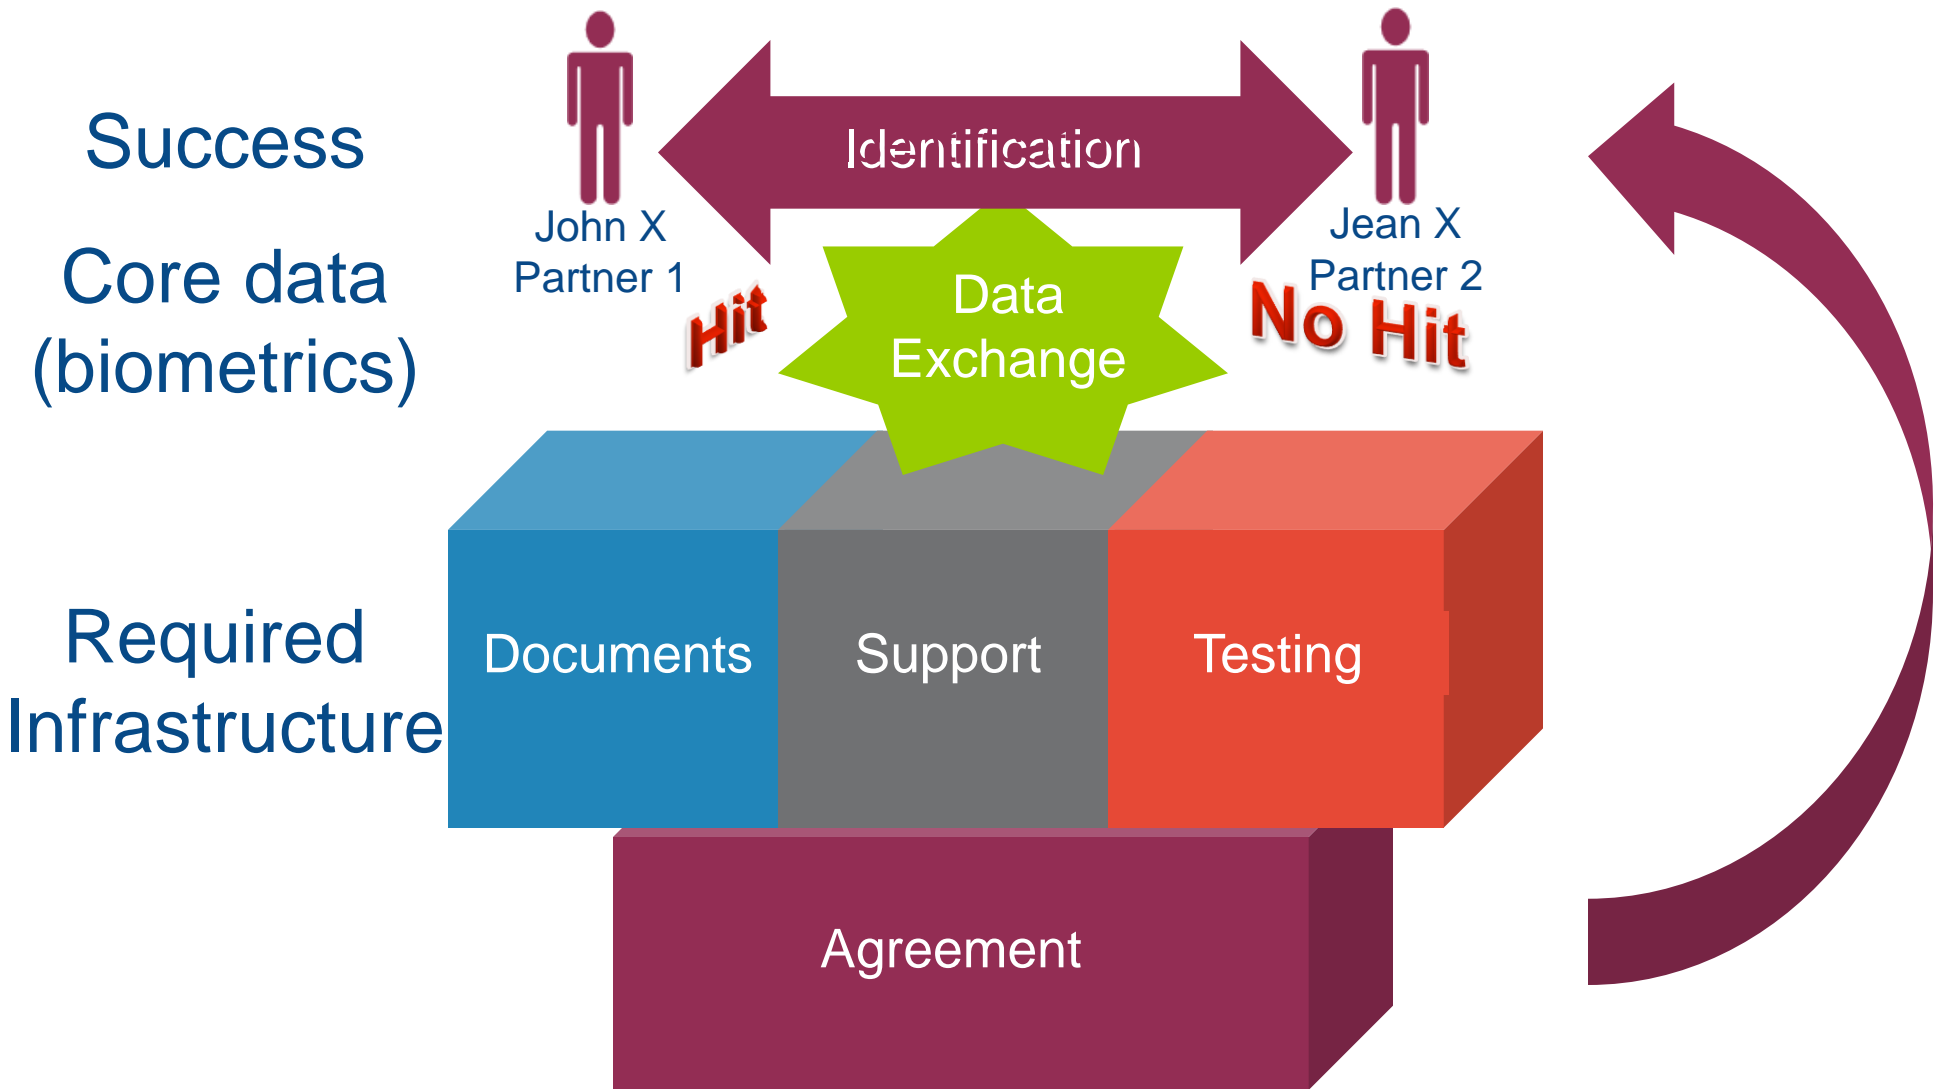 Success
Identification
John X
Partner 1
Jean X
Partner 2
Core data
(biometrics)
Hit
Data
Exchange
No Hit
Required
Infrastructure
Documents
Support
Testing
Agreement